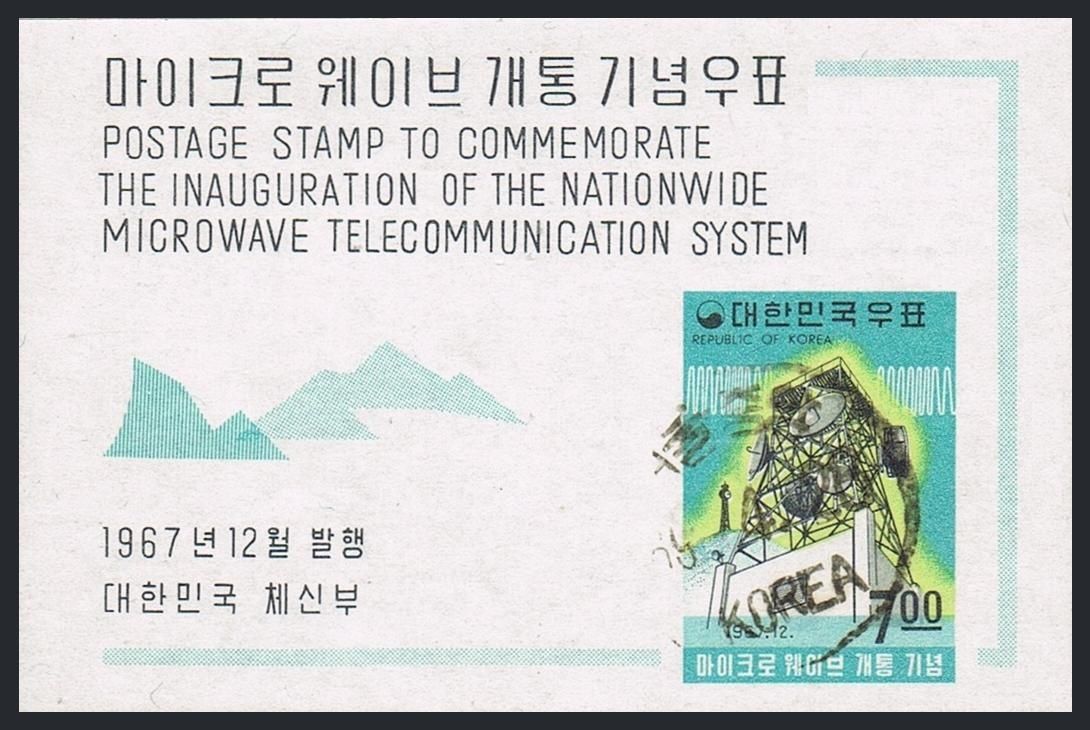 마이크로 웨이브 개통 기념우표
POSTAGE STAMP TO COMMEMORATE
THE INAUGURATION OF THE NATIONWIDE
MICROWAVE TELECOMMUNICATION SYSTEM
대한민국우표
REPUBLIC OF KOREA
1967년 12월 발행
대한민국 체신부
KOREA
700
1967.12.
마이크로 웨이브 개통 기념